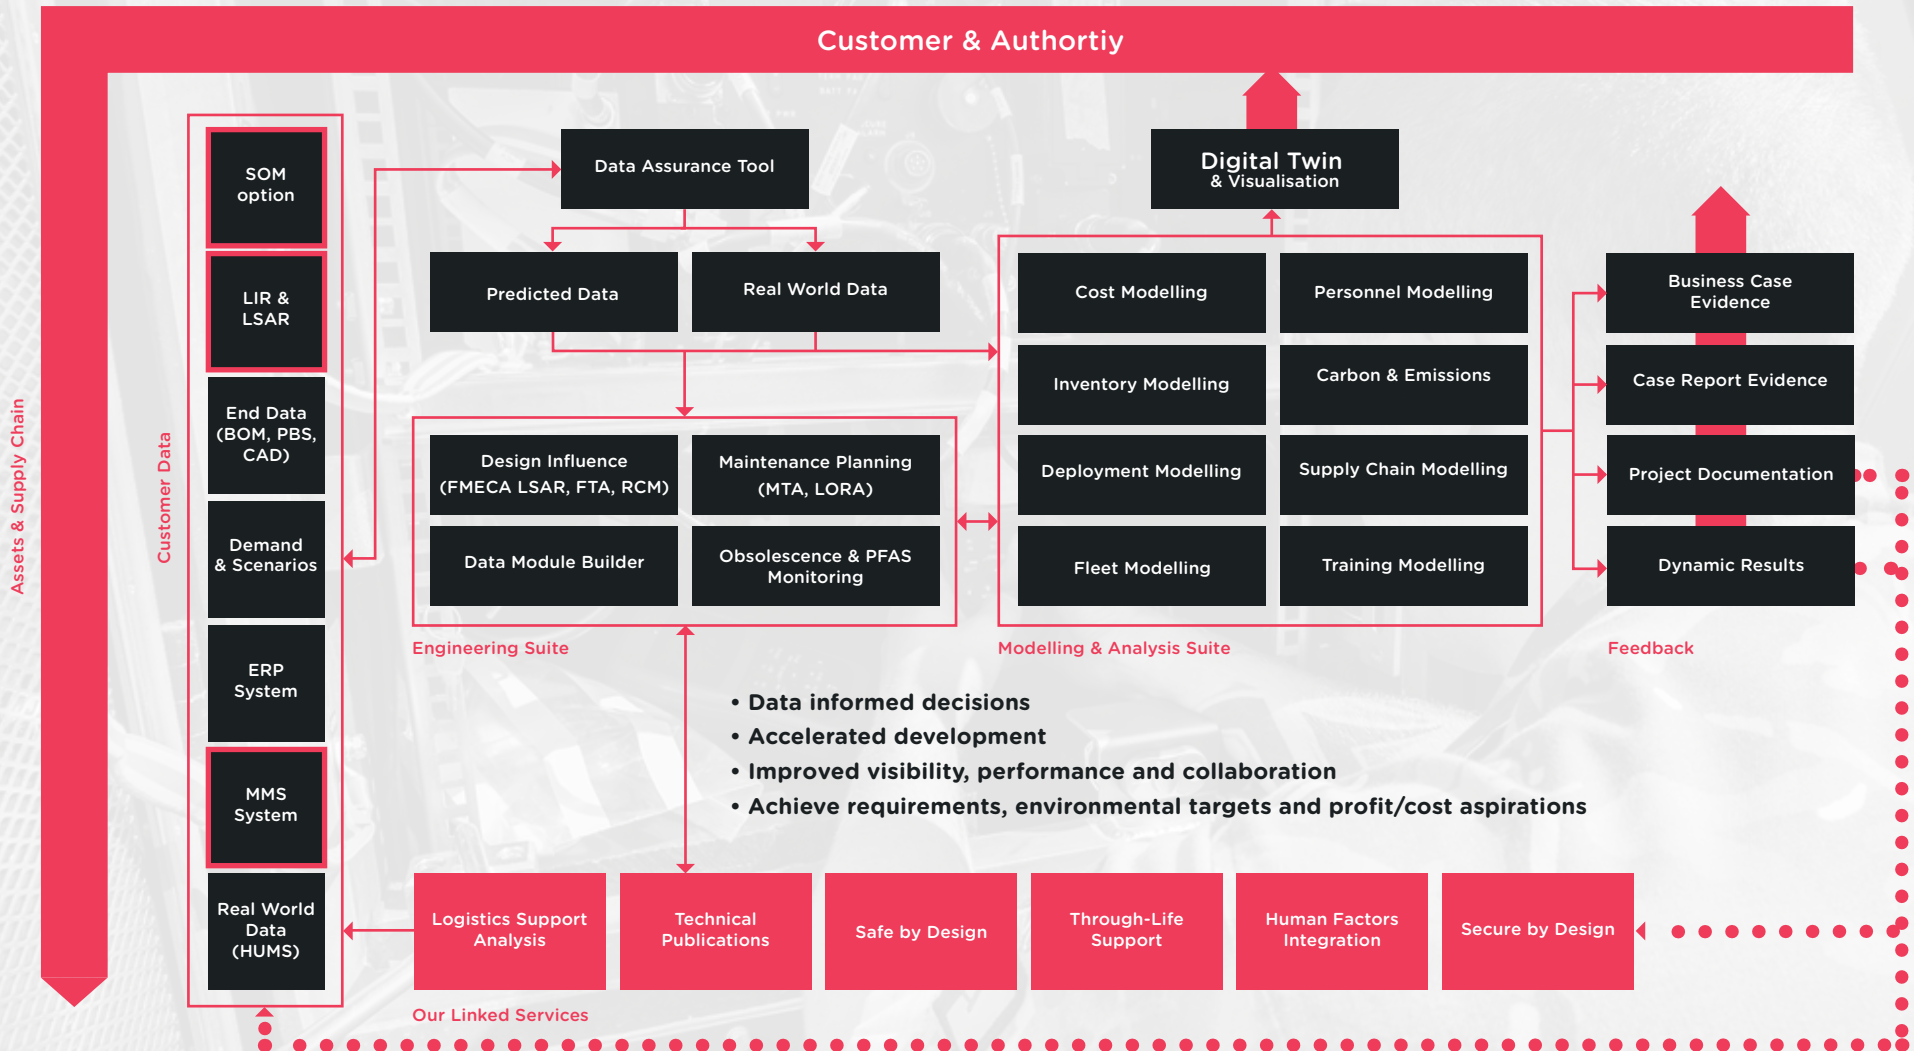 Customer & Authortiy
Assets & Supply Chain
Customer Data
SOM
option
LIR &
LSAR
End Data
(BOM, PBS,
CAD)
Demand
& Scenarios
ERP
System
MMS
System
Real World
Data
(HUMS)
Data Assurance Tool
Predicted Data
Real World Data
Design Influence
(FMECA LSAR, FTA, RCM)
Maintenance Planning
(MTA, LORA)
Data Module Builder
Obsolescence & PFAS
Monitoring
Engineering Suite
Digital Twin
& Visualisation
Cost Modelling
Personnel Modelling
Inventory Modelling
Carbon & Emissions
Deployment Modelling
Supply Chain Modelling
Fleet Modelling
Training Modelling
Modelling & Analysis Suite
Business Case
Evidence
Case Report Evidence
Project Documentation
Dynamic Results
Feedback
• Data informed decisions
• Accelerated development
• Improved visibility, performance and collaboration
• Achieve requirements, environmental targets and profit/cost aspirations
Logistics Support
Analysis
Technical
Publications
Safe by Design
Through-Life
Support
Human Factors
Integration
Secure by Design
Our Linked Services